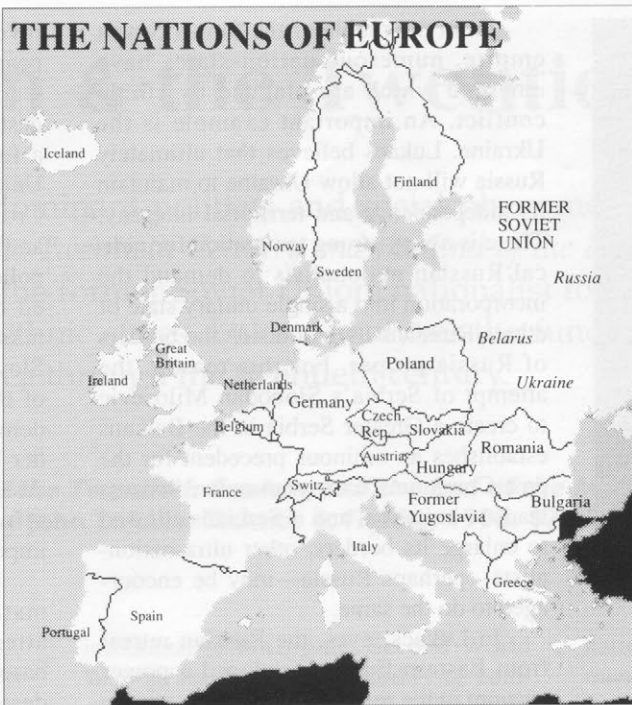 THE NATIONS OF EUROPE
Iceland
Finland
FORMER
SOVIET
UNION
Norway
Sweden
Russia
Denmark
Belarus
Great
Britain
Ireland
Poland
Ukraine
Netherlands
Germany
Belgium
Czech.
Rep.
Slovakia
Austria
Romania
Hungary
France
Switz.
Former
Yugoslavia
Bulgaria
Italy
Greece
Spain
Portugal